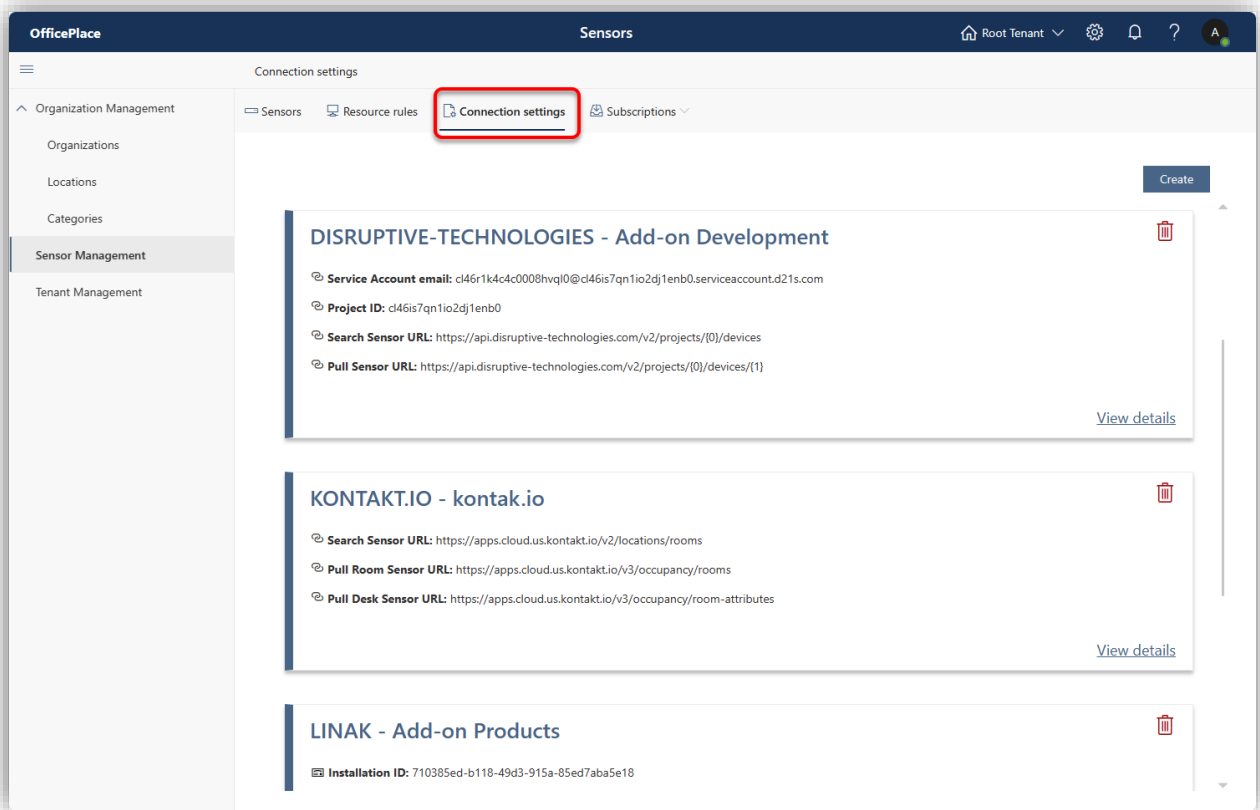 OfficePlace
Sensors
Root Tenant
A
Connection settings
Organization Management
Organizations
Locations
Categories
Sensor Management
Tenant Management
Sensors
Resource rules
Connection settings
Subscriptions
Create
DISRUPTIVE-TECHNOLOGIES - Add-on Development
Service Account email: cl46r1k4c4c0008hvql0@cl46is7qn1io2dj1enb0.serviceaccount.d21s.com
Project ID: cl46is7qn1io2dj1enb0
Search Sensor URL: https://api.disruptive-technologies.com/v2/projects/{0}/devices
Pull Sensor URL: https://api.disruptive-technologies.com/v2/projects/{0}/devices/{1}
View details
KONTAKT.IO - kontak.io
Search Sensor URL: https://apps.cloud.us.kontakt.io/v2/locations/rooms
Pull Room Sensor URL: https://apps.cloud.us.kontakt.io/v3/occupancy/rooms
Pull Desk Sensor URL: https://apps.cloud.us.kontakt.io/v3/occupancy/room-attributes
View details
LINAK - Add-on Products
Installation ID: 710385ed-b118-49d3-915a-85ed7aba5e18